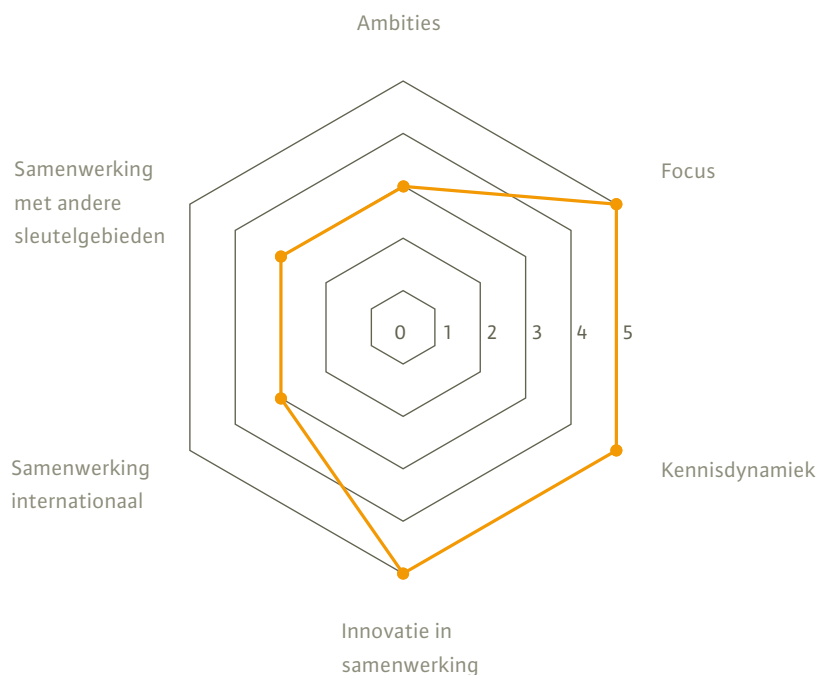 Ambities
Samenwerking
met andere
sleutelgebieden
Focus
0 1 2 3 4 5
Samenwerking
internationaal
Kennisdynamiek
Innovatie in
samenwerking